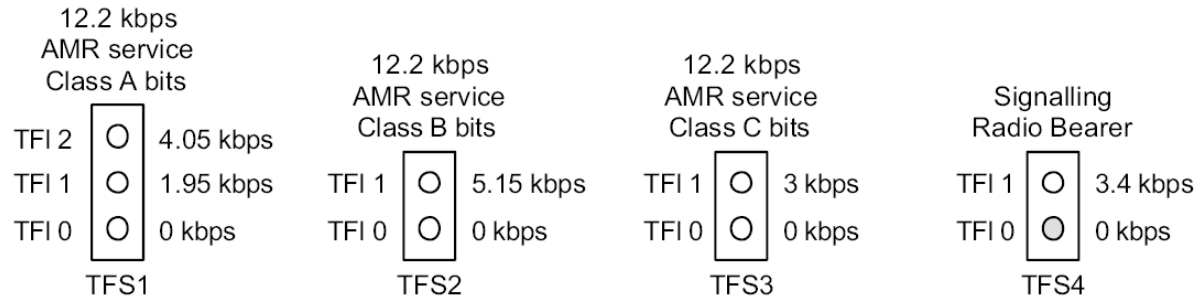 12.2 kbps
AMR service
Class A bits
TFI 2 4.05 kbps
TFI 1 1.95 kbps
TFI 0 0 kbps
TFS1
12.2 kbps
AMR service
Class B bits
TFI 1 5.15 kbps
TFI 0 0 kbps
TFS2
12.2 kbps
AMR service
Class C bits
TFI 1 3 kbps
TFI 0 0 kbps
TFS3
Signalling
Radio Bearer
TFI 1 3.4 kbps
TFI 0 0 kbps
TFS4